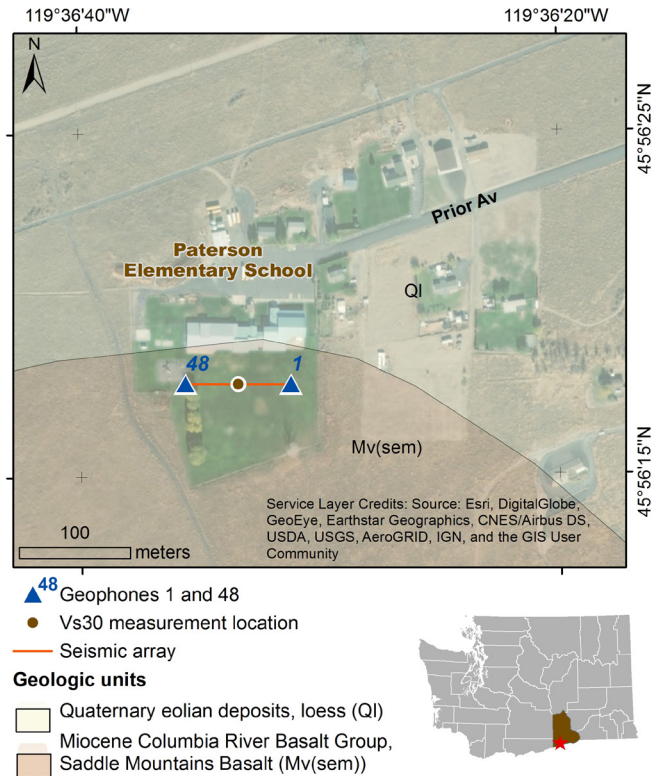 119°36'40"W
119°36'20"W
N
45°56'25"N
Prior Av
Paterson
Elementary School
Ql
48
1
45°56'15"N
Mv(sem)
Service Layer Credits: Source: Esri, DigitalGlobe,
GeoEye, Earthstar Geographics, CNES/Airbus DS,
USDA, USGS, AeroGRID, IGN, and the GIS User
Community
100
meters
48
Geophones 1 and 48
Vs30 measurement location
Seismic array
Geologic units
Quaternary eolian deposits, loess (Ql)
Miocene Columbia River Basalt Group,
Saddle Mountains Basalt (Mv(sem))